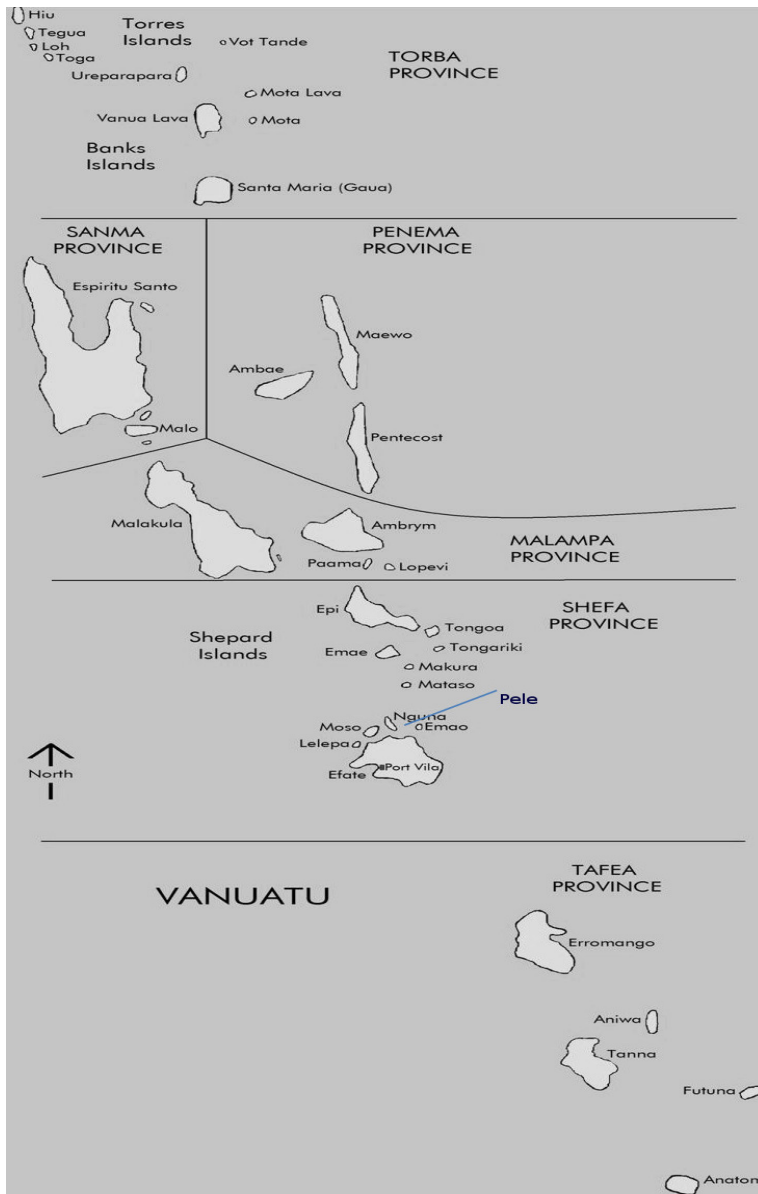 Hiu
Torres
Islands
Tegua
Loh
Toga
Vot Tande
TORBA
PROVINCE
Ureparapara
Mota Lava
Vanua Lava
Mota
Banks
Islands
Santa Maria (Gaua)
SANMA
PROVINCE
PENEMA
PROVINCE
Espiritu Santo
Maewo
Ambae
Malo
Pentecost
Malakula
Ambrym
MALAMPA
PROVINCE
Paama
Lopevi
Epi
SHEFA
PROVINCE
Shepard
Islands
Tongoa
Emae
Tongariki
Makura
Mataso
Pele
Nguna
Moso
Emao
Lelepa
Port Vila
Efate
North
VANUATU
TAFEA
PROVINCE
Erromango
Aniwa
Tanna
Futuna
Anatom